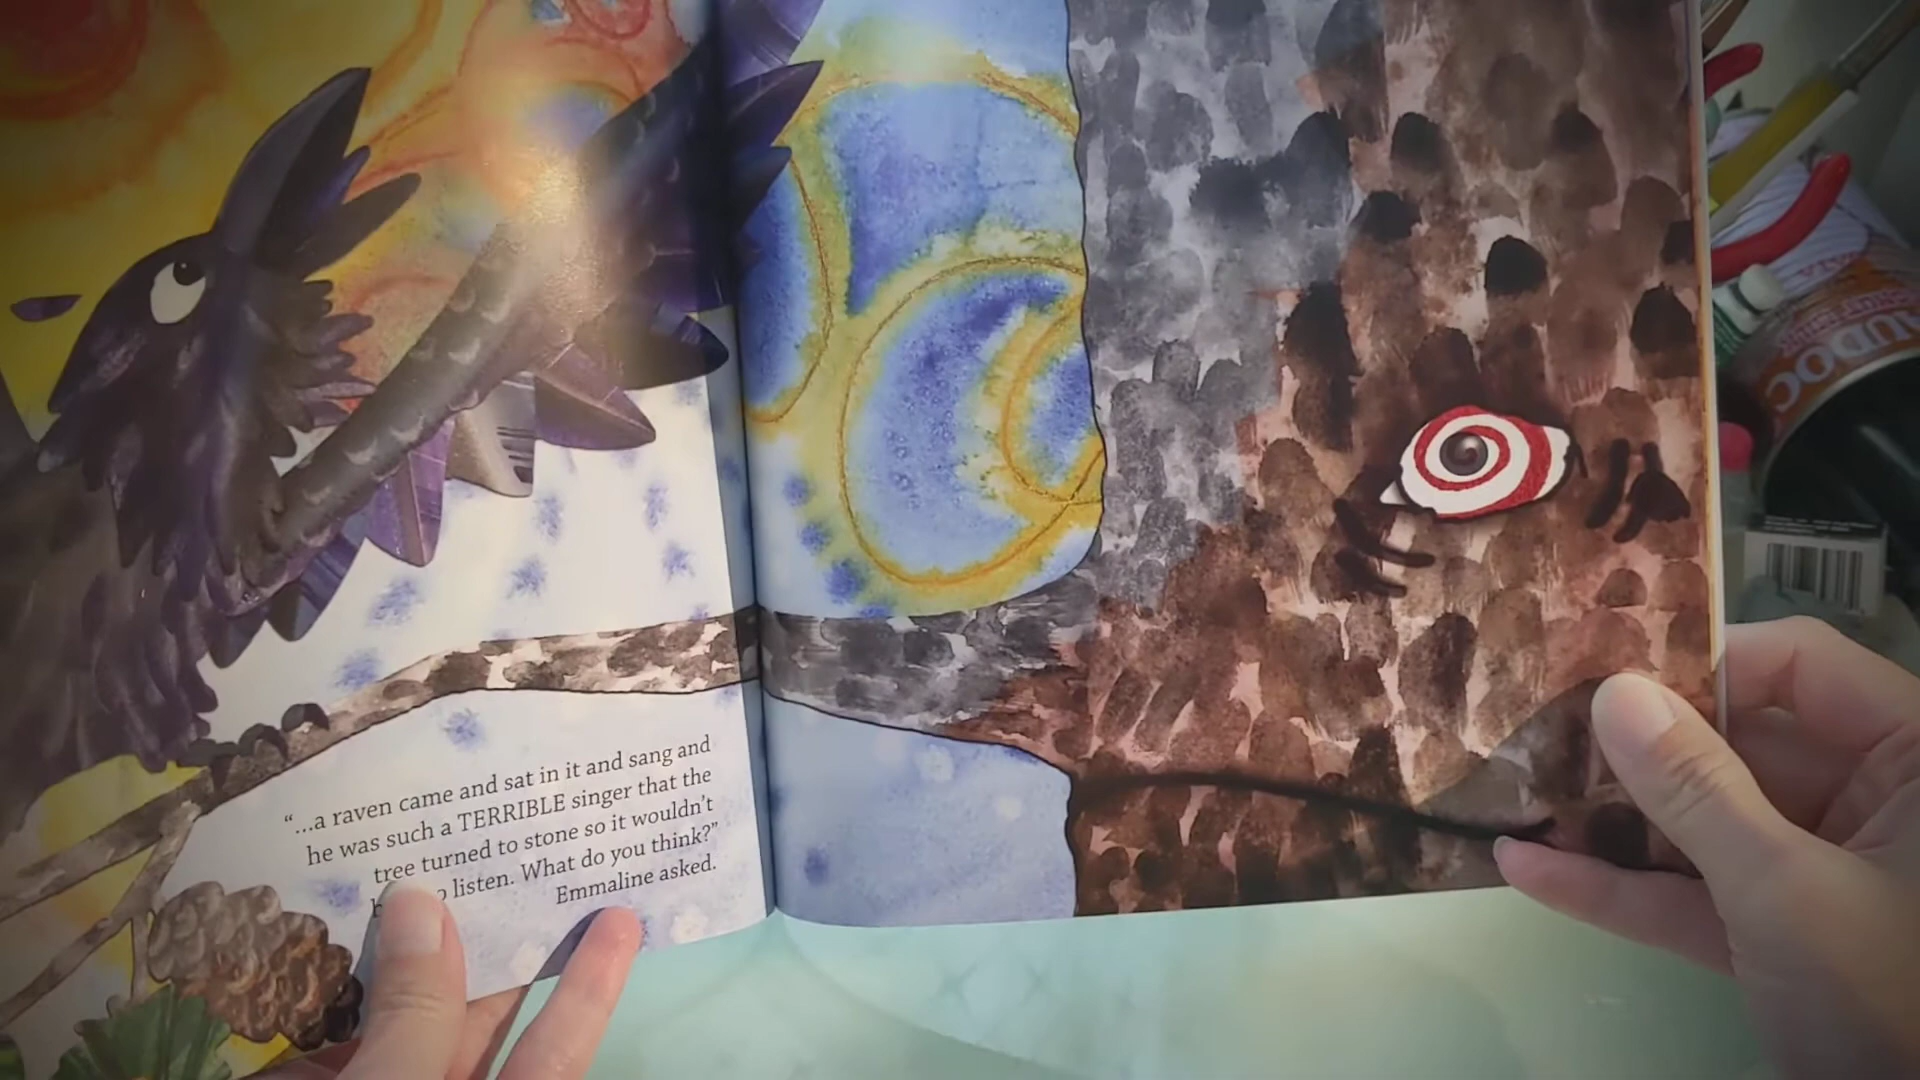 “...a raven came and sat in it and sang and
he was such a TERRIBLE singer that the
tree turned to stone so it wouldn’t
listen. What do you think?”
Emmaline asked.